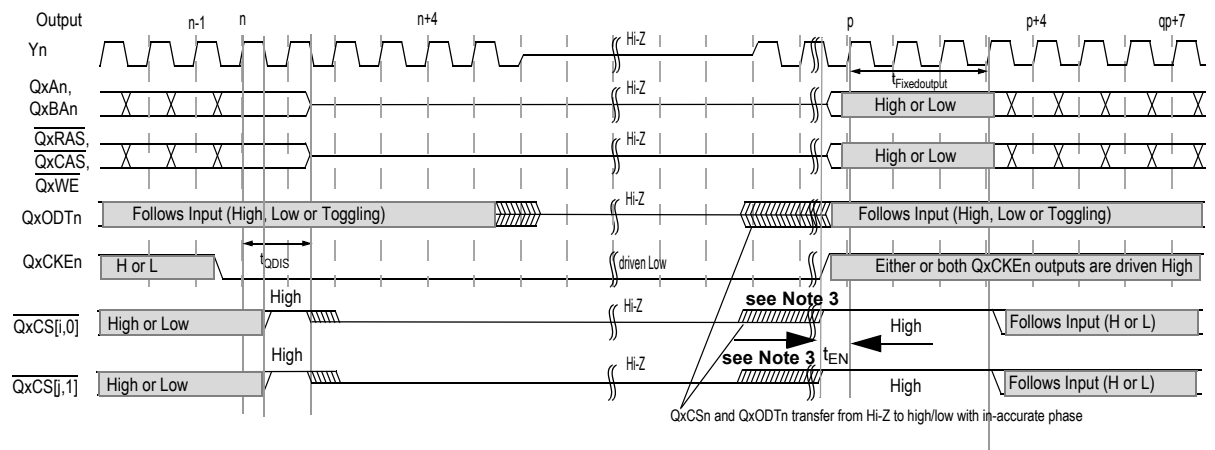 Output n-1 n n+4 p p+4 qp+7
Yn Hi-Z
tFixedoutput
QxAn,
QxBAn Hi-Z High or Low
QxRAS,
QxCAS, Hi-Z High or Low
QxWE
QxODTn Follows Input (High, Low or Toggling) Hi-Z Follows Input (High, Low or Toggling)
tQDIS
QxCKEn H or L driven Low Either or both QxCKEn outputs are driven High
High Hi-Z see Note 3
QxCS[i,0] High or Low High Follows Input (H or L)
High Hi-Z see Note 3 tEN
QxCS[j,1] High or Low High Follows Input (H or L)
QxCSn and QxODTn transfer from Hi-Z to high/low with in-accurate phase